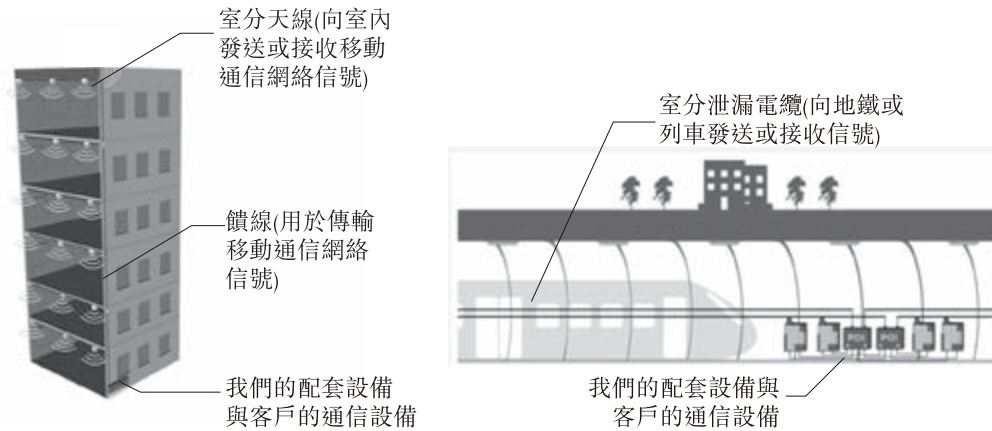 室分天線(向室內
發送或接收移動
通信網絡信號)
饋線(用於傳輸
移動通信網絡
信號)
我們的配套設備
與客戶的通信設備
室分泄漏電纜(向地鐵或
列車發送或接收信號)
我們的配套設備與
客戶的通信設備